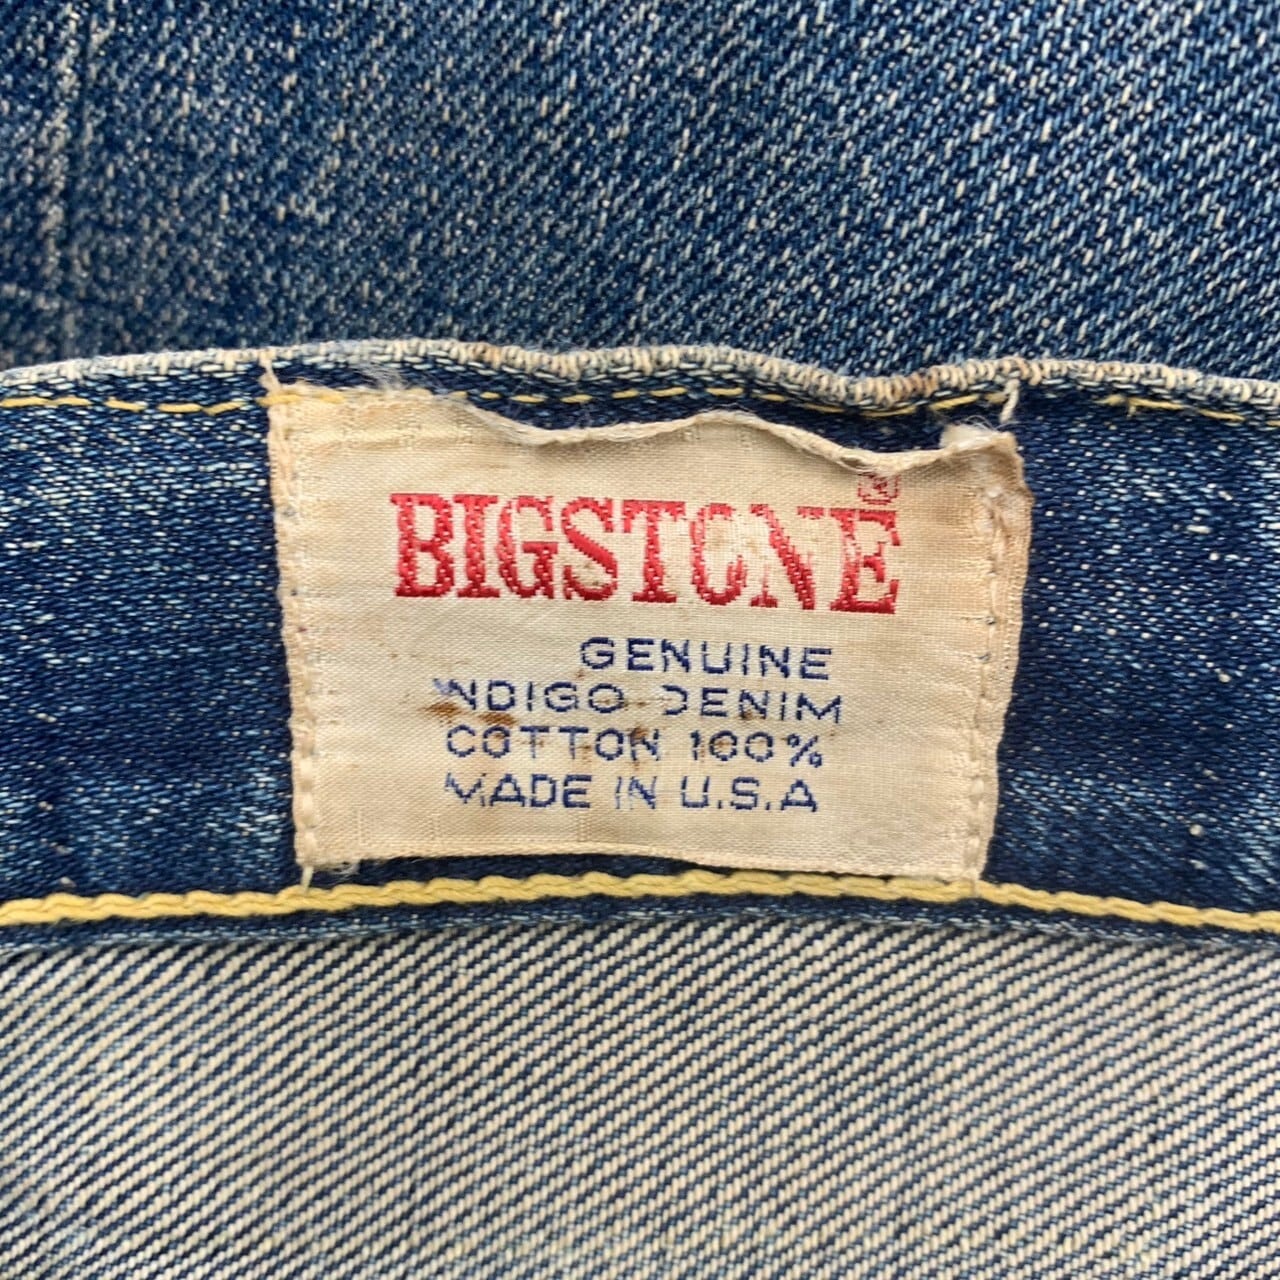 BIGSTONE®
GENUINE
INDIGO DENIM
COTTON 100%
MADE IN U.S.A